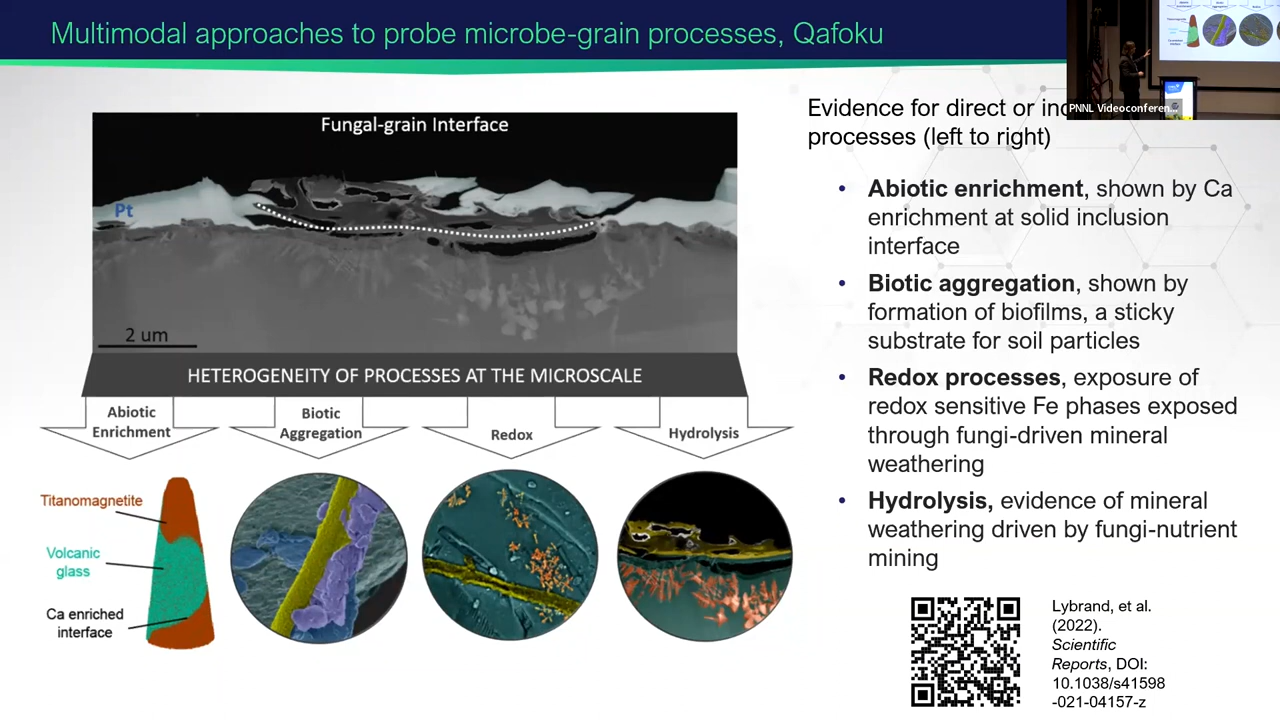 Multimodal approaches to probe microbe-grain processes, Qafoku
PNNL Videoconferen...
Fungal-grain Interface
Pt
2 um
HETEROGENEITY OF PROCESSES AT THE MICROSCALE
Abiotic
Enrichment
Biotic
Aggregation
Redox
Hydrolysis
Titanomagnetite
Volcanic
glass
Ca enriched
interface
Evidence for direct or
processes (left to right)
• Abiotic enrichment, shown by Ca
enrichment at solid inclusion
interface
• Biotic aggregation, shown by
formation of biofilms, a sticky
substrate for soil particles
• Redox processes, exposure of
redox sensitive Fe phases exposed
through fungi-driven mineral
weathering
• Hydrolysis, evidence of mineral
weathering driven by fungi-nutrient
mining
Lybrand, et al.
(2022).
Scientific
Reports, DOI:
10.1038/s41598
-021-04157-z